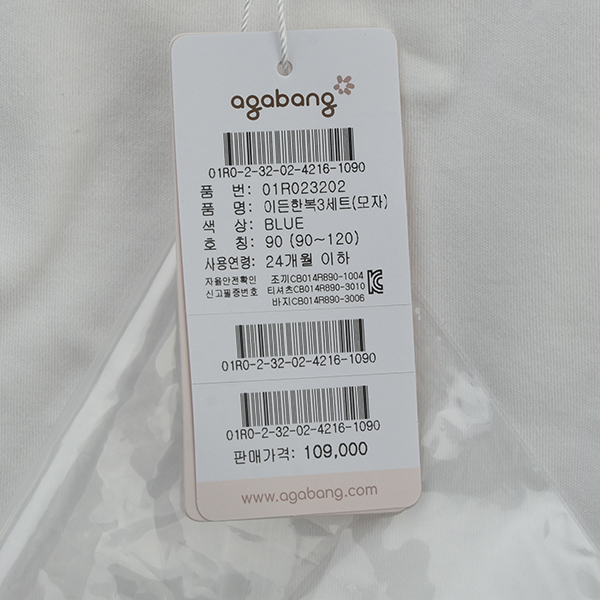 agabang
01R0-2-32-02-4216-1090
품 번: 01R023202
품 명: 이든한복3세트(모자)
색 상: BLUE
호 칭: 90 (90~120)
사용연령: 24개월 이하
자율안전확인 조끼CB014R890-1004
신고필증번호 티셔츠CB014R890-3010
바지CB014R890-3006
01R0-2-32-02-4216-1090
01R0-2-32-02-4216-1090
판매가격: 109,000
www.agabang.com